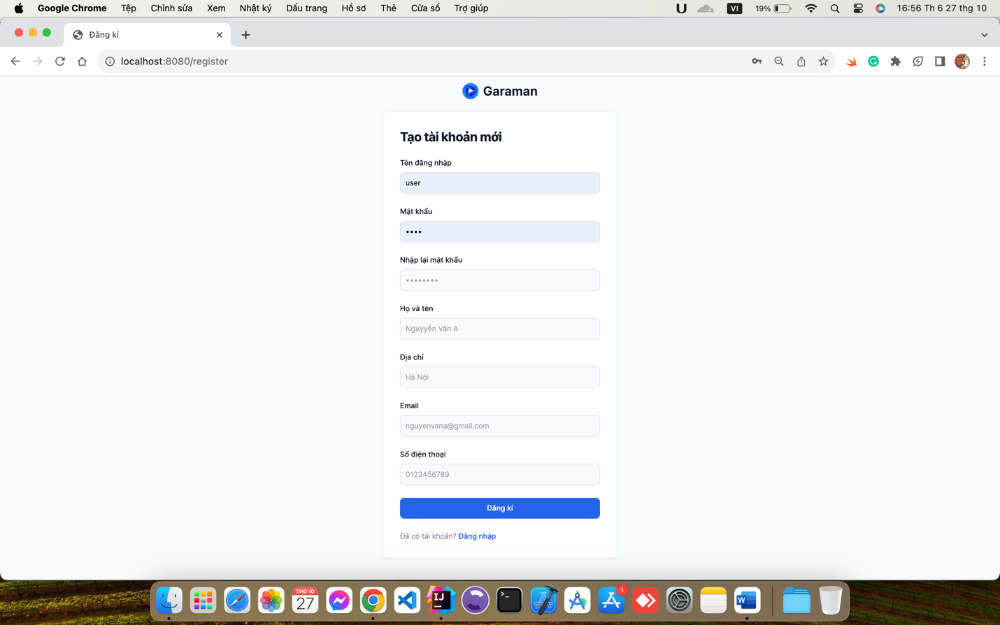 Google Chrome Tệp Chỉnh sửa Xem Nhật ký Dấu trang Hồ sơ Thẻ Cửa sổ Trợ giúp VI 19% 16:56 Th 6 27 thg 10
Đăng kí
localhost:8080/register
Garaman
Tạo tài khoản mới
Tên đăng nhập
user
Mật khẩu
••••
Nhập lại mật khẩu
••••••••
Họ và tên
Nguyyễn Văn A
Địa chỉ
Hà Nội
Email
nguyenvana@gmail.com
Số điện thoại
0123456789
Đăng kí
Đã có tài khoản? Đăng nhập
THG 10
27
IJ
>_
1
W